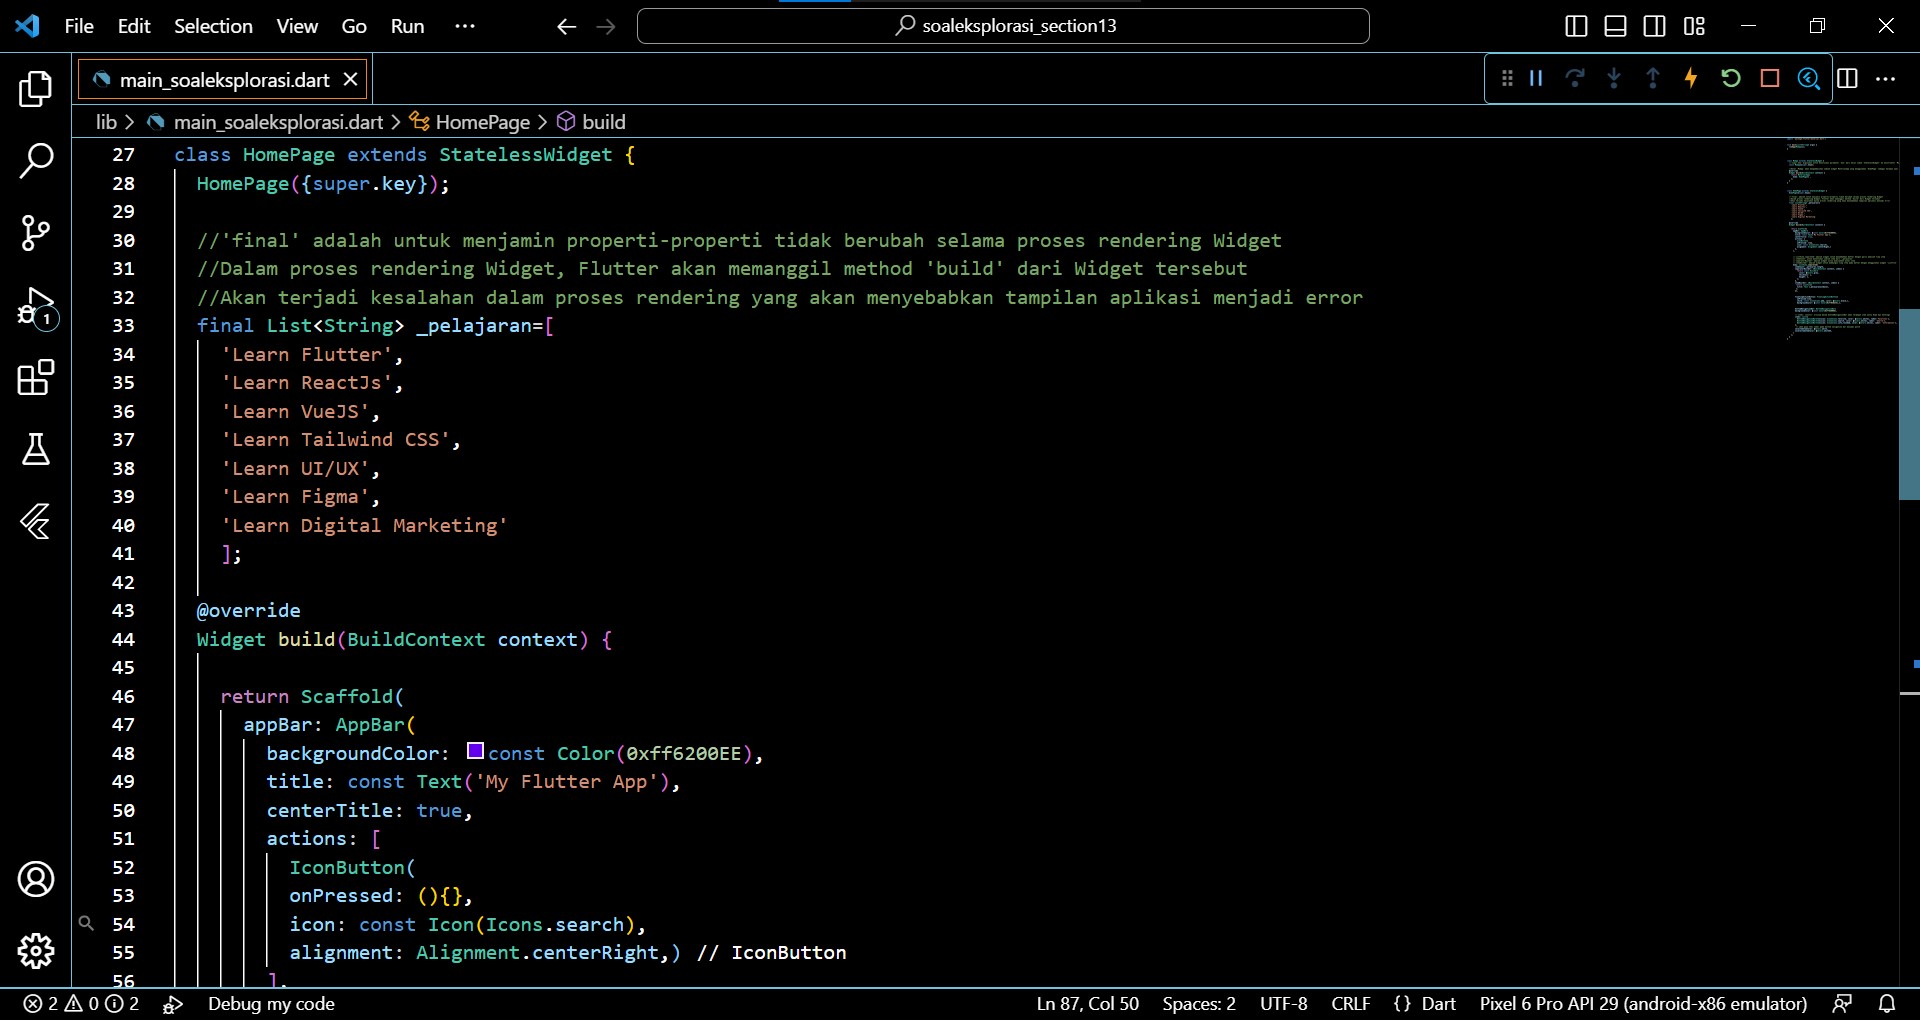 File Edit Selection View Go Run ··· soaleksplorasi_section13
main_soaleksplorasi.dart
lib > main_soaleksplorasi.dart > HomePage > build
27 class HomePage extends StatelessWidget {
28 HomePage({super.key});
29
30 //'final' adalah untuk menjamin properti-properti tidak berubah selama proses rendering Widget
31 //Dalam proses rendering Widget, Flutter akan memanggil method 'build' dari Widget tersebut
32 //Akan terjadi kesalahan dalam proses rendering yang akan menyebabkan tampilan aplikasi menjadi error
33 final List<String> _pelajaran=[
34 'Learn Flutter',
35 'Learn ReactJs',
36 'Learn VueJS',
37 'Learn Tailwind CSS',
38 'Learn UI/UX',
39 'Learn Figma',
40 'Learn Digital Marketing'
41 ];
42
43 @override
44 Widget build(BuildContext context) {
45
46 return Scaffold(
47 appBar: AppBar(
48 backgroundColor: const Color(0xff6200EE),
49 title: const Text('My Flutter App'),
50 centerTitle: true,
51 actions: [
52 IconButton(
53 onPressed: (){},
54 icon: const Icon(Icons.search),
55 alignment: Alignment.centerRight,) // IconButton
56 ],
1
2 0 2 Debug my code Ln 87, Col 50 Spaces: 2 UTF-8 CRLF {} Dart Pixel 6 Pro API 29 (android-x86 emulator)